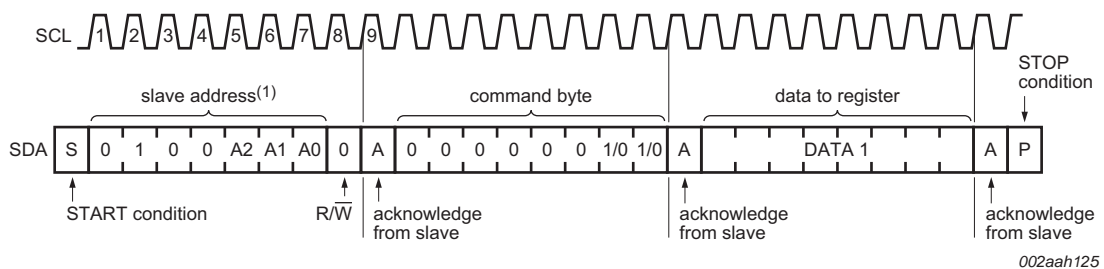 SCL 1 2 3 4 5 6 7 8 9
STOP
condition
slave address(1) command byte data to register
SDA S 0 1 0 0 A2 A1 A0 0 A 0 0 0 0 0 0 1/0 1/0 A DATA 1 A P
START condition R/W̅ acknowledge acknowledge acknowledge
from slave from slave from slave
002aah125